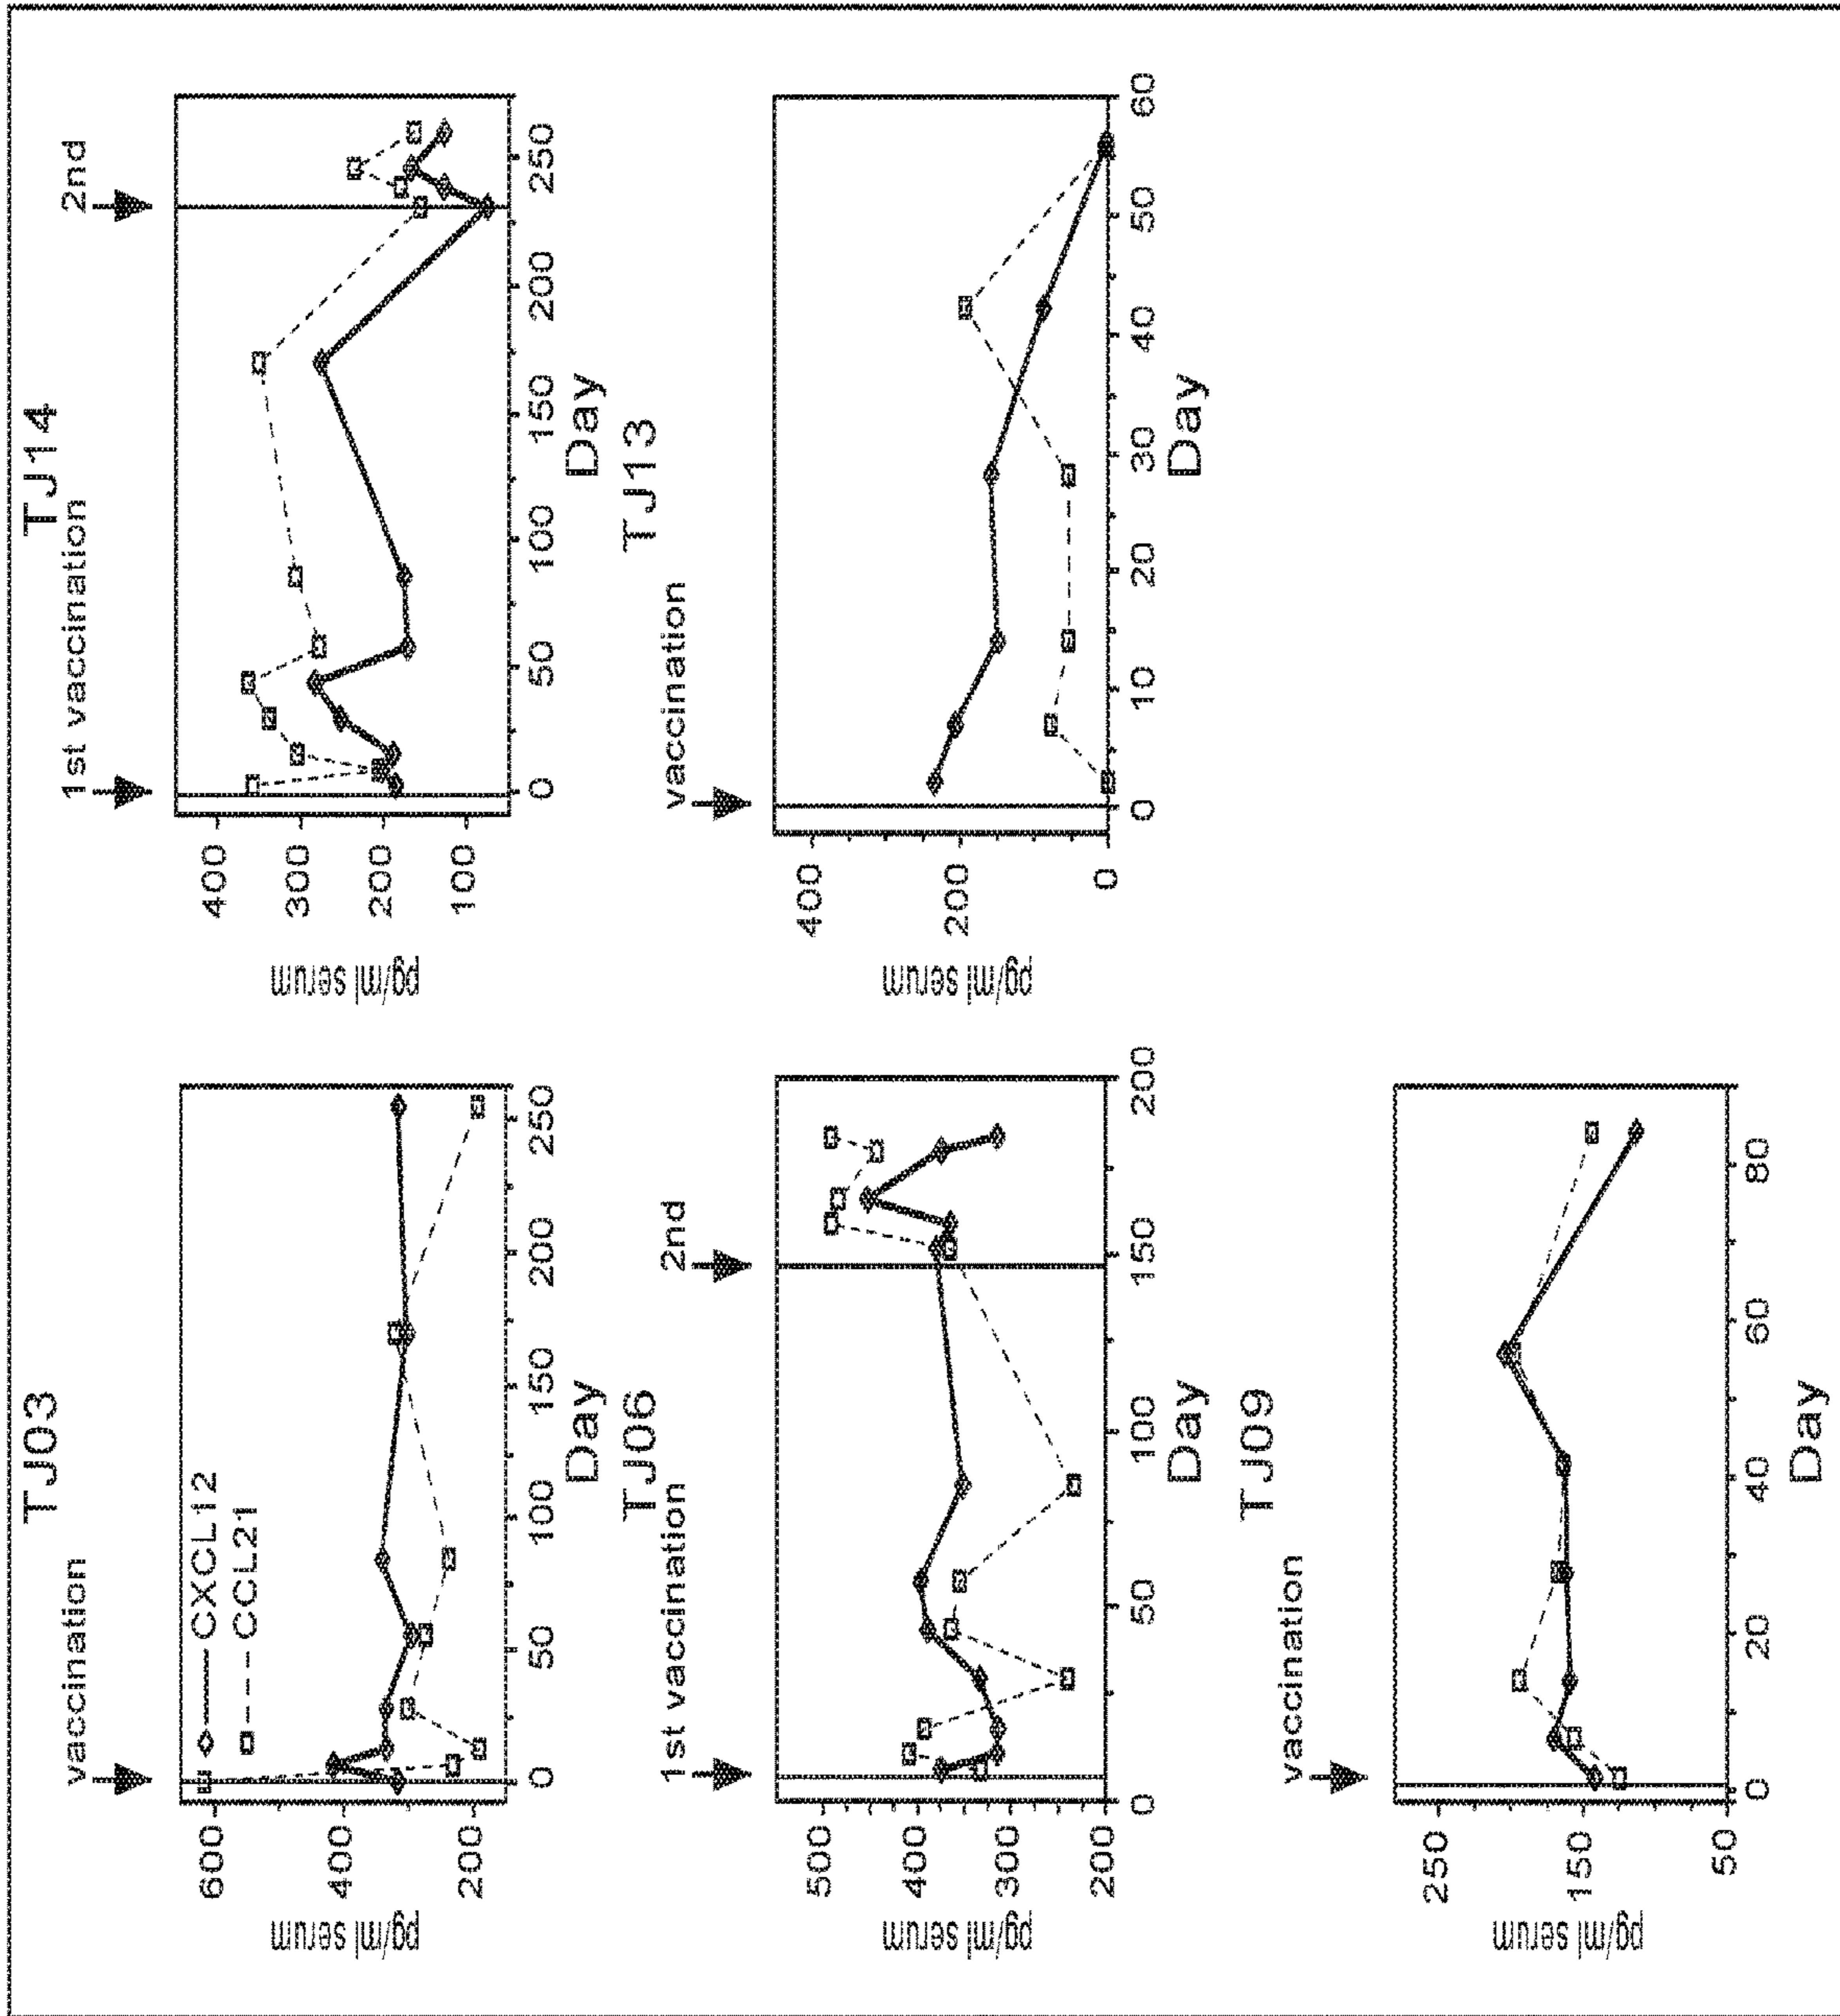 TJ03
vaccination
CXCL12
CCL21
600
400
200
pg/ml serum
0
50
100
150
200
250
Day
TJ14
1st vaccination
2nd
400
300
200
100
pg/ml serum
0
50
100
150
200
250
Day
TJ06
1st vaccination
2nd
500
400
300
200
pg/ml serum
0
50
100
150
200
Day
TJ13
vaccination
400
200
0
pg/ml serum
0
10
20
30
40
50
60
Day
TJ09
vaccination
250
150
50
pg/ml serum
0
20
40
60
80
Day